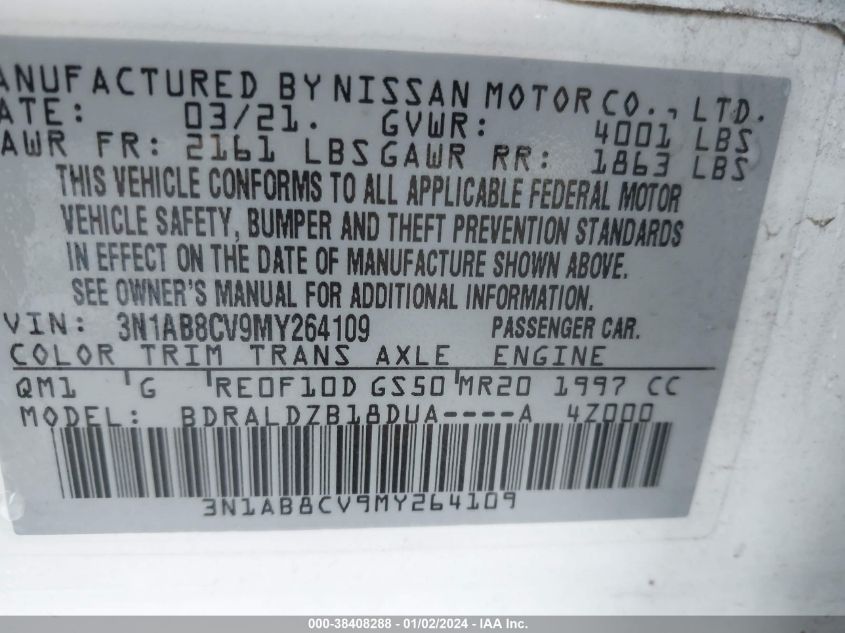 ANUFACTURED BY NISSAN MOTOR CO., LTD.
ATE: 03/21. GVWR: 4001 LBS
AWR FR: 2161 LBS GAWR RR: 1863 LBS
THIS VEHICLE CONFORMS TO ALL APPLICABLE FEDERAL MOTOR
VEHICLE SAFETY, BUMPER AND THEFT PREVENTION STANDARDS
IN EFFECT ON THE DATE OF MANUFACTURE SHOWN ABOVE.
SEE OWNER'S MANUAL FOR ADDITIONAL INFORMATION.
VIN: 3N1AB8CV9MY264109 PASSENGER CAR.
COLOR TRIM TRANS AXLE ENGINE
QM1 G RE0F10D GS50 MR20 1997 CC
MODEL: BDRALDZB18DUA----A 4Z000
3N1AB8CV9MY264109
000-38408288 - 01/02/2024 - IAA Inc.